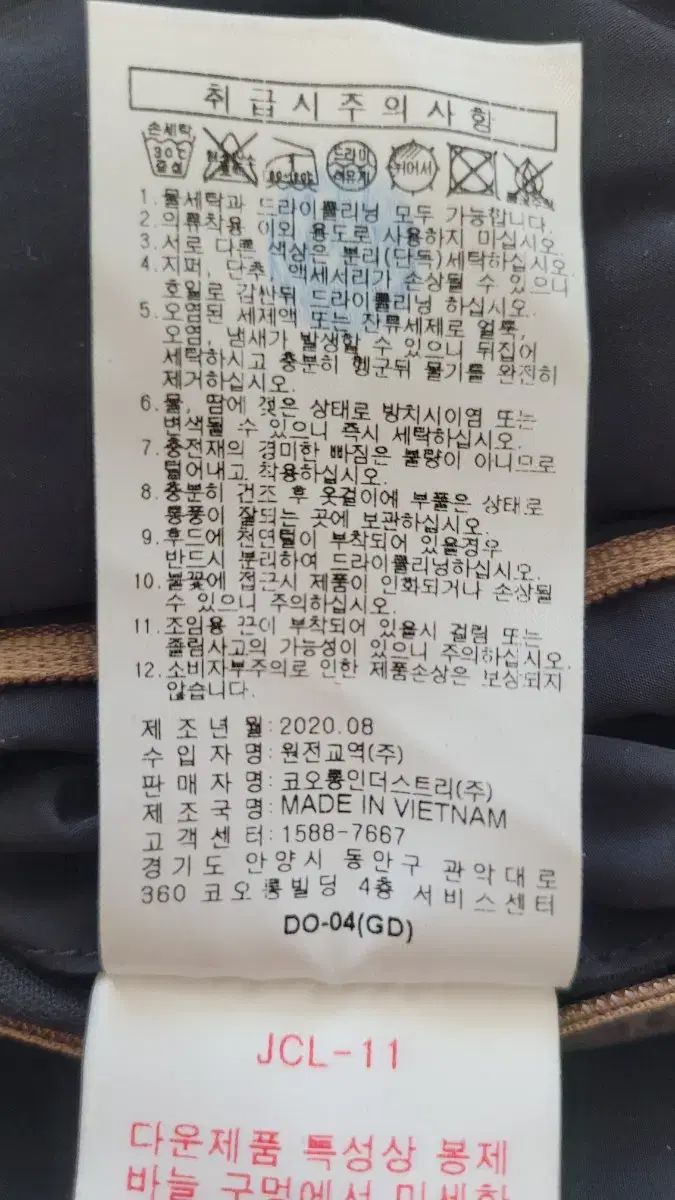 취급시주의사항
손세탁
30℃
중성
드라이
석유계
1. 물세탁과 드라이클리닝 모두 가능합니다.
2. 의류착용 이외 용도로 사용하지 마십시오.
3. 서로 다른 색상은 분리(단독)세탁하십시오.
4. 지퍼, 단추, 액세서리가 손상될 수 있으니
호일로 감싼뒤 드라이클리닝 하십시오.
5. 오염된 세제액 또는 잔류세제로 얼룩,
오염, 냄새가 발생할 수 있으니 뒤집어
세탁하시고 충분히 헹군뒤 물기를 완전히
제거하십시오.
6. 물, 땀에 젖은 상태로 방치시이염 또는
변색될 수 있으니 즉시 세탁하십시오.
7. 충전재의 경미한 빠짐은 불량이 아니므로
털어내고 착용하십시오.
8. 충분히 건조 후 옷걸이에 부풀은 상태로
통풍이 잘되는 곳에 보관하십시오.
9. 후드에 천연털이 부착되어 있을경우
반드시 분리하여 드라이클리닝하십시오.
10. 불꽃에 접근시 제품이 인화되거나 손상될
수 있으니 주의하십시오.
11. 조임용 끈이 부착되어 있을시 걸림 또는
졸림사고의 가능성이 있으니 주의하십시오.
12. 소비자부주의로 인한 제품손상은 보상되지
않습니다.
제 조 년 월: 2020.08
수 입 자 명: 원전교역(주)
판 매 자 명: 코오롱인더스트리(주)
제 조 국 명: MADE IN VIETNAM
고 객 센 터: 1588-7667
경기도 안양시 동안구 관악대로
360 코오롱빌딩 4층 서비스센터
DO-04(GD)
JCL-11
다운제품 특성상 봉제
바늘 구멍에서 미세한